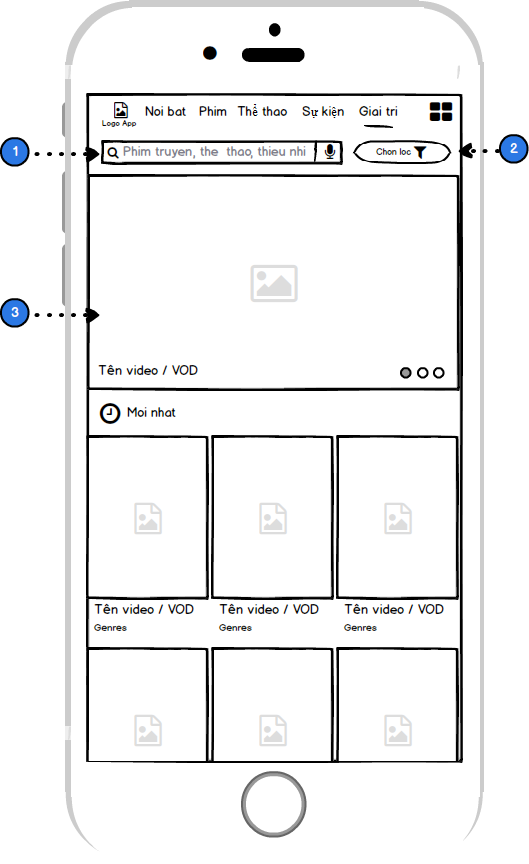 Logo App
Noi bat Phim Thể thao Sự kiện Giai tri
1 Phim truyen, the thao, thieu nhi Chon loc 2
3
Tên video / VOD
Moi nhat
Tên video / VOD Tên video / VOD Tên video / VOD
Genres Genres Genres